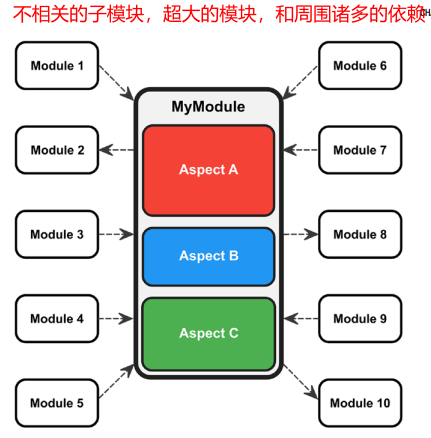 不相关的子模块，超大的模块，和周围诸多的依赖
Module 1
Module 6
MyModule
Module 2
Aspect A
Module 7
Module 3
Aspect B
Module 8
Module 4
Aspect C
Module 9
Module 5
Module 10